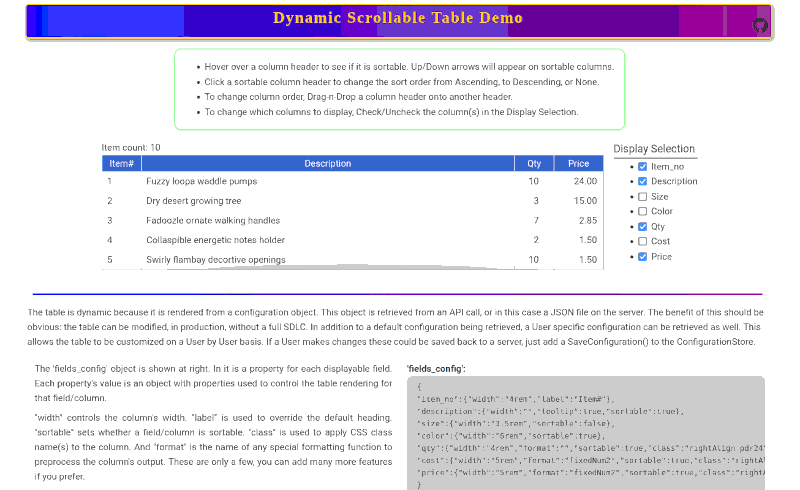 Dynamic Scrollable Table Demo
• Hover over a column header to see if it is sortable. Up/Down arrows will appear on sortable columns.
• Click a sortable column header to change the sort order from Ascending, to Descending, or None.
• To change column order, Drag-n-Drop a column header onto another header.
• To change which columns to display, Check/Uncheck the column(s) in the Display Selection.
Item count: 10
Item# Description Qty Price
1 Fuzzy loopa waddle pumps 10 24.00
2 Dry desert growing tree 3 15.00
3 Fadoozle ornate walking handles 7 2.85
4 Collaspible energetic notes holder 2 1.50
5 Swirly flambay decortive openings 10 1.50
Display Selection
Item_no
Description
Size
Color
Qty
Cost
Price
The table is dynamic because it is rendered from a configuration object. This object is retrieved from an API call, or in this case a JSON file on the server. The benefit of this should be
obvious: the table can be modified, in production, without a full SDLC. In addition to a default configuration being retrieved, a User specific configuration can be retrieved as well. This
allows the table to be customized on a User by User basis. If a User makes changes these could be saved back to a server, just add a SaveConfiguration() to the ConfigurationStore.
The 'fields_config' object is shown at right. In it is a property for each displayable field.
Each property's value is an object with properties used to control the table rendering for
that field/column.
"width" controls the column's width. "label" is used to override the default heading.
"sortable" sets whether a field/column is sortable. "class" is used to apply CSS class
name(s) to the column. And "format" is the name of any special formatting function to
preprocess the column's output. These are only a few, you can add many more features
if you prefer.
'fields_config':
{
"item_no":{"width":"4rem","label":"Item#"},
"description":{"width":"","tooltip":true,"sortable":true},
"size":{"width":"3.5rem","sortable":false},
"color":{"width":"6rem","sortable":true},
"qty":{"width":"4rem","format":"","sortable":true,"class":"rightAlign pdr24"
"cost":{"width":"5rem","format":"fixedNum2","sortable":true,"class":"rightAl
"price":{"width":"5rem","format":"fixedNum2","sortable":true,"class":"rightA
}